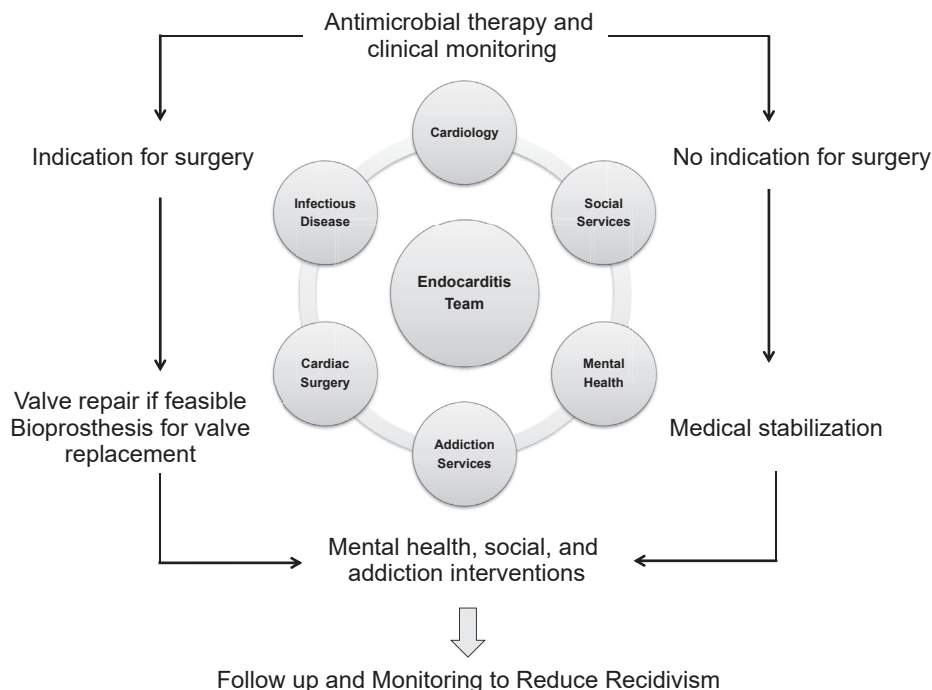 Antimicrobial therapy and
clinical monitoring
Indication for surgery
No indication for surgery
Cardiology
Infectious
Disease
Social
Services
Endocarditis
Team
Cardiac
Surgery
Mental
Health
Addiction
Services
Valve repair if feasible
Bioprosthesis for valve
replacement
Medical stabilization
Mental health, social, and
addiction interventions
Follow up and Monitoring to Reduce Recidivism